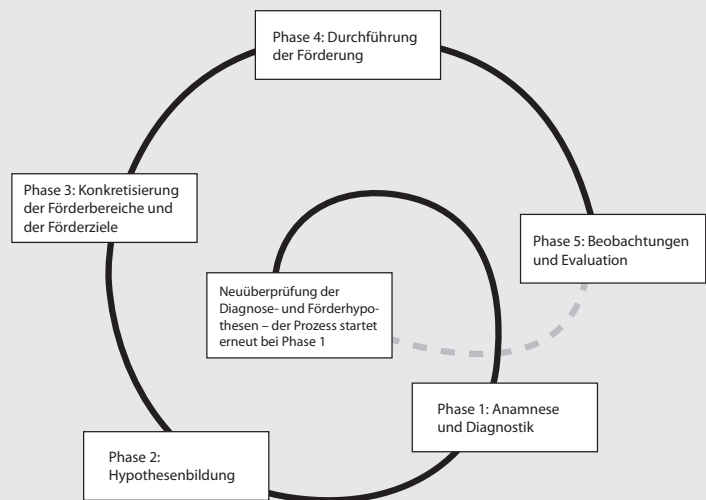 Phase 4: Durchführung
der Förderung
Phase 3: Konkretisierung
der Förderbereiche und
der Förderziele
Phase 5: Beobachtungen
und Evaluation
Neuüberprüfung der
Diagnose- und Förderhypo-
thesen – der Prozess startet
erneut bei Phase 1
Phase 1: Anamnese
und Diagnostik
Phase 2:
Hypothesenbildung